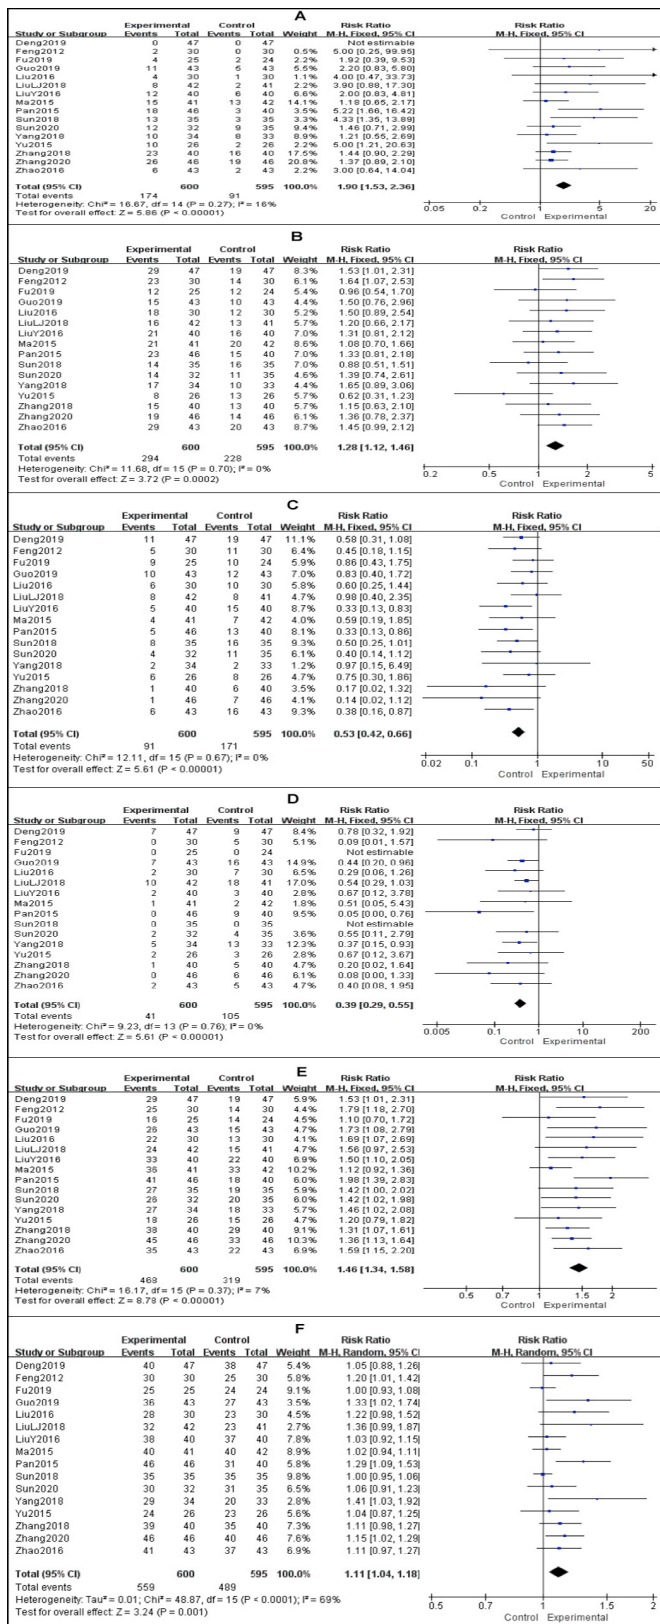 A
Experimental Control Risk Ratio Risk Ratio
Study or Subgroup Events Total Events Total Weight M-H, Fixed, 95% CI M-H, Fixed, 95% CI
Deng2019 0 47 0 47 Not estimable
Feng2012 2 30 0 30 0.5% 5.00 [0.25, 99.95]
Fu2019 4 25 2 24 2.2% 1.92 [0.39, 9.53]
Guo2019 11 43 5 43 5.4% 2.20 [0.83, 5.80]
Liu2016 4 30 1 30 1.1% 4.00 [0.47, 33.73]
LiuLJ2018 8 42 2 41 2.2% 3.90 [0.88, 17.30]
LiuY2016 12 40 6 40 6.5% 2.00 [0.83, 4.81]
Ma2015 15 41 13 42 14.0% 1.18 [0.65, 2.17]
Pan2015 18 46 3 40 3.5% 5.22 [1.66, 16.42]
Sun2018 13 35 3 35 3.3% 4.33 [1.35, 13.89]
Sun2020 12 32 9 35 9.4% 1.46 [0.71, 2.99]
Yang2018 10 34 8 33 8.8% 1.21 [0.55, 2.69]
Yu2015 10 26 2 26 2.2% 5.00 [1.21, 20.63]
Zhang2018 23 40 16 40 17.4% 1.44 [0.90, 2.29]
Zhang2020 26 46 19 46 20.8% 1.37 [0.89, 2.10]
Zhao2016 6 43 2 43 2.2% 3.00 [0.64, 14.04]
Total (95% CI) 600 595 100.0% 1.90 [1.53, 2.36]
Total events 174 91
Heterogeneity: Chi² = 16.67, df = 14 (P = 0.27); I² = 16%
Test for overall effect: Z = 5.86 (P < 0.00001)
0.05 0.2 1 5 20
Control Experimental
B
Experimental Control Risk Ratio Risk Ratio
Study or Subgroup Events Total Events Total Weight M-H, Fixed, 95% CI M-H, Fixed, 95% CI
Deng2019 29 47 19 47 8.3% 1.53 [1.01, 2.31]
Feng2012 23 30 14 30 6.1% 1.64 [1.07, 2.53]
Fu2019 12 25 12 24 5.4% 0.96 [0.54, 1.70]
Guo2019 15 43 10 43 4.4% 1.50 [0.76, 2.96]
Liu2016 18 30 12 30 5.3% 1.50 [0.89, 2.54]
LiuLJ2018 16 42 13 41 5.8% 1.20 [0.66, 2.17]
LiuY2016 21 40 16 40 7.0% 1.31 [0.81, 2.12]
Ma2015 21 41 20 42 8.7% 1.08 [0.70, 1.66]
Pan2015 23 46 15 40 7.0% 1.33 [0.81, 2.18]
Sun2018 14 35 16 35 7.0% 0.88 [0.51, 1.51]
Sun2020 14 32 11 35 4.6% 1.39 [0.74, 2.61]
Yang2018 17 34 10 33 4.4% 1.65 [0.89, 3.06]
Yu2015 8 26 13 26 5.7% 0.62 [0.31, 1.23]
Zhang2018 15 40 13 40 5.7% 1.15 [0.63, 2.10]
Zhang2020 19 46 14 46 6.1% 1.36 [0.78, 2.37]
Zhao2016 29 43 20 43 8.7% 1.45 [0.99, 2.12]
Total (95% CI) 600 595 100.0% 1.28 [1.12, 1.46]
Total events 294 228
Heterogeneity: Chi² = 11.68, df = 15 (P = 0.70); I² = 0%
Test for overall effect: Z = 3.72 (P = 0.0002)
0.2 0.5 1 2 5
Control Experimental
C
Experimental Control Risk Ratio Risk Ratio
Study or Subgroup Events Total Events Total Weight M-H, Fixed, 95% CI M-H, Fixed, 95% CI
Deng2019 11 47 19 47 11.1% 0.58 [0.31, 1.08]
Feng2012 5 30 11 30 6.4% 0.45 [0.18, 1.15]
Fu2019 9 25 10 24 5.9% 0.86 [0.43, 1.75]
Guo2019 10 43 12 43 7.0% 0.83 [0.40, 1.72]
Liu2016 6 30 10 30 5.8% 0.60 [0.25, 1.44]
LiuLJ2018 8 42 8 41 4.7% 0.98 [0.40, 2.35]
LiuY2016 5 40 15 40 8.7% 0.33 [0.13, 0.83]
Ma2015 4 41 7 42 4.0% 0.59 [0.19, 1.85]
Pan2015 5 46 13 40 8.1% 0.33 [0.13, 0.86]
Sun2018 8 35 16 35 9.3% 0.50 [0.25, 1.01]
Sun2020 4 32 11 35 6.1% 0.40 [0.14, 1.12]
Yang2018 2 34 2 33 1.2% 0.97 [0.15, 6.49]
Yu2015 6 26 8 26 4.7% 0.75 [0.30, 1.86]
Zhang2018 1 40 6 40 3.5% 0.17 [0.02, 1.32]
Zhang2020 1 46 7 46 4.1% 0.14 [0.02, 1.12]
Zhao2016 6 43 16 43 9.3% 0.38 [0.16, 0.87]
Total (95% CI) 600 595 100.0% 0.53 [0.42, 0.66]
Total events 91 171
Heterogeneity: Chi² = 12.11, df = 15 (P = 0.67); I² = 0%
Test for overall effect: Z = 5.61 (P < 0.00001)
0.02 0.1 1 10 50
Control Experimental
D
Experimental Control Risk Ratio Risk Ratio
Study or Subgroup Events Total Events Total Weight M-H, Fixed, 95% CI M-H, Fixed, 95% CI
Deng2019 7 47 9 47 8.4% 0.78 [0.32, 1.92]
Feng2012 0 30 5 30 5.1% 0.09 [0.01, 1.57]
Fu2019 0 25 0 24 Not estimable
Guo2019 7 43 16 43 14.9% 0.44 [0.20, 0.96]
Liu2016 2 30 7 30 6.5% 0.29 [0.06, 1.26]
LiuLJ2018 10 42 18 41 17.0% 0.54 [0.29, 1.03]
LiuY2016 2 40 3 40 2.8% 0.67 [0.12, 3.78]
Ma2015 1 41 2 42 1.8% 0.51 [0.05, 5.43]
Pan2015 0 46 9 40 9.5% 0.05 [0.00, 0.76]
Sun2018 0 35 0 35 Not estimable
Sun2020 2 32 4 35 3.6% 0.55 [0.11, 2.79]
Yang2018 5 34 13 33 12.3% 0.37 [0.15, 0.93]
Yu2015 2 26 3 26 2.8% 0.67 [0.12, 3.67]
Zhang2018 1 40 5 40 4.7% 0.20 [0.02, 1.64]
Zhang2020 0 46 6 46 6.1% 0.08 [0.00, 1.33]
Zhao2016 2 43 5 43 4.7% 0.40 [0.08, 1.95]
Total (95% CI) 600 595 100.0% 0.39 [0.29, 0.55]
Total events 41 105
Heterogeneity: Chi² = 9.23, df = 13 (P = 0.76); I² = 0%
Test for overall effect: Z = 5.61 (P < 0.00001)
0.005 0.1 1 10 200
Control Experimental
E
Experimental Control Risk Ratio Risk Ratio
Study or Subgroup Events Total Events Total Weight M-H, Fixed, 95% CI M-H, Fixed, 95% CI
Deng2019 29 47 19 47 5.9% 1.53 [1.01, 2.31]
Feng2012 25 30 14 30 4.4% 1.79 [1.18, 2.70]
Fu2019 16 25 14 24 4.5% 1.10 [0.70, 1.72]
Guo2019 26 43 15 43 4.7% 1.73 [1.08, 2.79]
Liu2016 22 30 13 30 4.1% 1.69 [1.07, 2.69]
LiuLJ2018 24 42 15 41 4.7% 1.56 [0.97, 2.53]
LiuY2016 33 40 22 40 6.9% 1.50 [1.10, 2.05]
Ma2015 36 41 33 42 10.2% 1.12 [0.92, 1.36]
Pan2015 41 46 18 40 6.0% 1.98 [1.39, 2.83]
Sun2018 27 35 19 35 5.9% 1.42 [1.00, 2.02]
Sun2020 26 32 20 35 6.0% 1.42 [1.02, 1.98]
Yang2018 27 34 18 33 5.7% 1.46 [1.02, 2.08]
Yu2015 18 26 15 26 4.7% 1.20 [0.79, 1.82]
Zhang2018 38 40 29 40 9.1% 1.31 [1.07, 1.61]
Zhang2020 45 46 33 46 10.3% 1.36 [1.13, 1.64]
Zhao2016 35 43 22 43 6.9% 1.59 [1.15, 2.20]
Total (95% CI) 600 595 100.0% 1.46 [1.34, 1.58]
Total events 468 319
Heterogeneity: Chi² = 16.17, df = 15 (P = 0.37); I² = 7%
Test for overall effect: Z = 8.78 (P < 0.00001)
0.5 0.7 1 1.5 2
Control Experimental
F
Experimental Control Risk Ratio Risk Ratio
Study or Subgroup Events Total Events Total Weight M-H, Random, 95% CI M-H, Random, 95% CI
Deng2019 40 47 38 47 5.4% 1.05 [0.88, 1.26]
Feng2012 30 30 25 30 5.9% 1.20 [1.01, 1.42]
Fu2019 25 25 24 24 9.5% 1.00 [0.93, 1.08]
Guo2019 36 43 27 43 3.5% 1.33 [1.02, 1.74]
Liu2016 28 30 23 30 4.4% 1.22 [0.98, 1.52]
LiuLJ2018 32 42 23 41 2.7% 1.36 [0.99, 1.87]
LiuY2016 38 40 37 40 8.2% 1.03 [0.92, 1.15]
Ma2015 40 41 40 42 9.3% 1.02 [0.94, 1.11]
Pan2015 46 46 31 40 5.8% 1.29 [1.09, 1.53]
Sun2018 35 35 35 35 10.3% 1.00 [0.95, 1.06]
Sun2020 30 32 31 35 6.7% 1.06 [0.91, 1.23]
Yang2018 29 34 20 33 2.8% 1.41 [1.03, 1.92]
Yu2015 24 26 23 26 5.5% 1.04 [0.87, 1.25]
Zhang2018 39 40 35 40 7.3% 1.11 [0.98, 1.27]
Zhang2020 46 46 40 46 7.9% 1.15 [1.02, 1.29]
Zhao2016 41 43 37 43 7.0% 1.11 [0.97, 1.27]
Total (95% CI) 600 595 100.0% 1.11 [1.04, 1.18]
Total events 559 489
Heterogeneity: Tau² = 0.01; Chi² = 48.87, df = 15 (P < 0.0001); I² = 69%
Test for overall effect: Z = 3.24 (P = 0.001)
0.5 0.7 1 1.5 2
Control Experimental